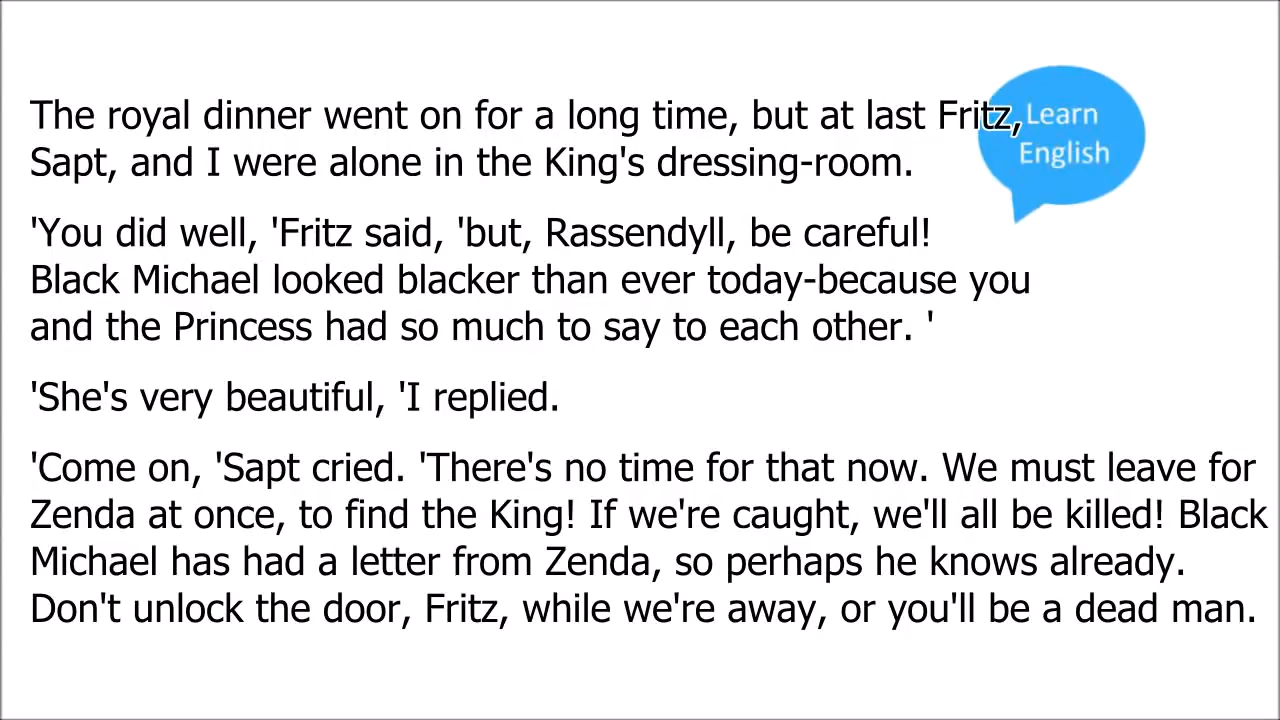 The royal dinner went on for a long time, but at last Fritz,
Sapt, and I were alone in the King's dressing-room.
'You did well, 'Fritz said, 'but, Rassendyll, be careful!
Black Michael looked blacker than ever today-because you
and the Princess had so much to say to each other. '
'She's very beautiful, 'I replied.
'Come on, 'Sapt cried. 'There's no time for that now. We must leave for
Zenda at once, to find the King! If we're caught, we'll all be killed! Black
Michael has had a letter from Zenda, so perhaps he knows already.
Don't unlock the door, Fritz, while we're away, or you'll be a dead man.
Learn
English